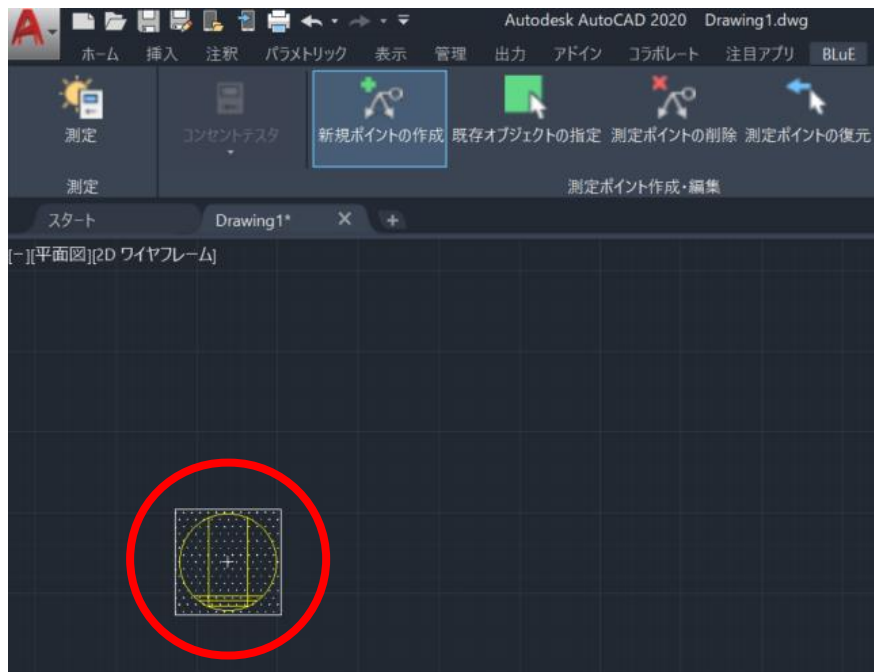 Autodesk AutoCAD 2020 Drawing1.dwg
ホーム 挿入 注釈 パラメトリック 表示 管理 出力 アドイン コラボレート 注目アプリ BLuE
測定 コンセントテスタ 新規ポイントの作成 既存オブジェクトの指定 測定ポイントの削除 測定ポイントの復元
測定 測定ポイント作成・編集
スタート Drawing1*
[-][平面図][2D ワイヤフレーム]